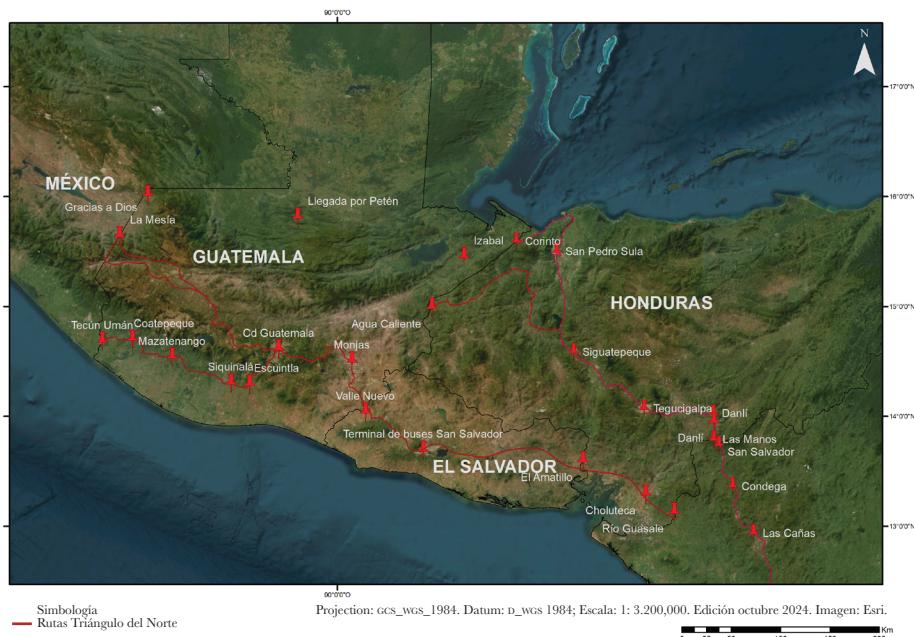 90°0'0"O
N
17°0'0"N
MÉXICO
16°0'0"N
Llegada por Petén
Gracias a Dios
La Mesía
Izabal
Corinto
San Pedro Sula
GUATEMALA
HONDURAS
15°0'0"N
Agua Caliente
Tecún Umán
Coatepeque
Mazatenango
Cd Guatemala
Monjas
Siguatepeque
Siquinalá
Escuintla
Valle Nuevo
Tegucigalpa
Danlí
14°0'0"N
Terminal de buses San Salvador
Danlí
Las Manos
San Salvador
EL SALVADOR
El Amatillo
Condega
Choluteca
Río Guasale
Las Cañas
13°0'0"N
90°0'0"O
Simbología
Rutas Triángulo del Norte
Projection: GCS_WGS_1984. Datum: D_WGS 1984; Escala: 1: 3.200,000. Edición octubre 2024. Imagen: Esri.
Km